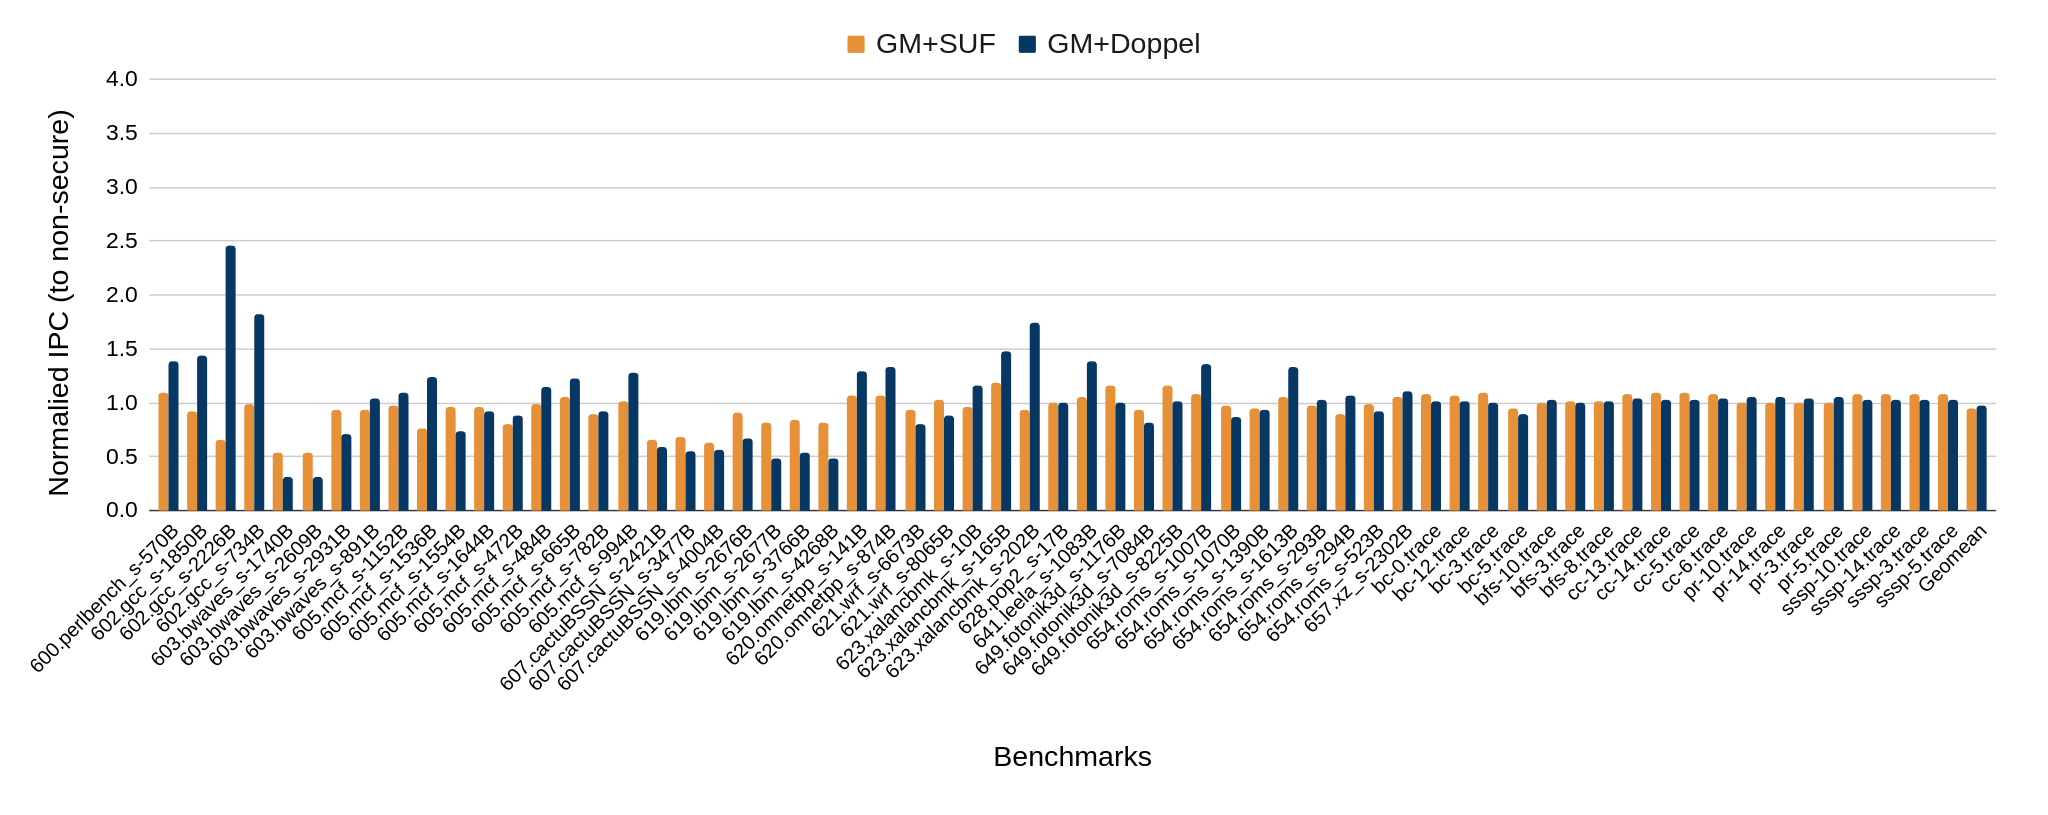 GM+SUF
GM+Doppel
Normalied IPC (to non-secure)
4.0
3.5
3.0
2.5
2.0
1.5
1.0
0.5
0.0
600.perlbench_s-570B
602.gcc_s-1850B
602.gcc_s-2226B
602.gcc_s-734B
603.bwaves_s-1740B
603.bwaves_s-2609B
603.bwaves_s-2931B
603.bwaves_s-891B
605.mcf_s-1152B
605.mcf_s-1536B
605.mcf_s-1554B
605.mcf_s-1644B
605.mcf_s-472B
605.mcf_s-484B
605.mcf_s-665B
605.mcf_s-782B
605.mcf_s-994B
607.cactuBSSN_s-2421B
607.cactuBSSN_s-3477B
607.cactuBSSN_s-4004B
619.lbm_s-2676B
619.lbm_s-2677B
619.lbm_s-3766B
619.lbm_s-4268B
620.omnetpp_s-141B
620.omnetpp_s-874B
621.wrf_s-6673B
621.wrf_s-8065B
623.xalancbmk_s-10B
623.xalancbmk_s-165B
623.xalancbmk_s-202B
628.pop2_s-17B
641.leela_s-1083B
649.fotonik3d_s-1176B
649.fotonik3d_s-7084B
649.fotonik3d_s-8225B
654.roms_s-1007B
654.roms_s-1070B
654.roms_s-1390B
654.roms_s-1613B
654.roms_s-293B
654.roms_s-294B
654.roms_s-523B
657.xz_s-2302B
bc-0.trace
bc-12.trace
bc-3.trace
bc-5.trace
bfs-10.trace
bfs-3.trace
bfs-8.trace
cc-13.trace
cc-14.trace
cc-5.trace
cc-6.trace
pr-10.trace
pr-14.trace
pr-3.trace
pr-5.trace
sssp-10.trace
sssp-14.trace
sssp-3.trace
sssp-5.trace
Geomean
Benchmarks